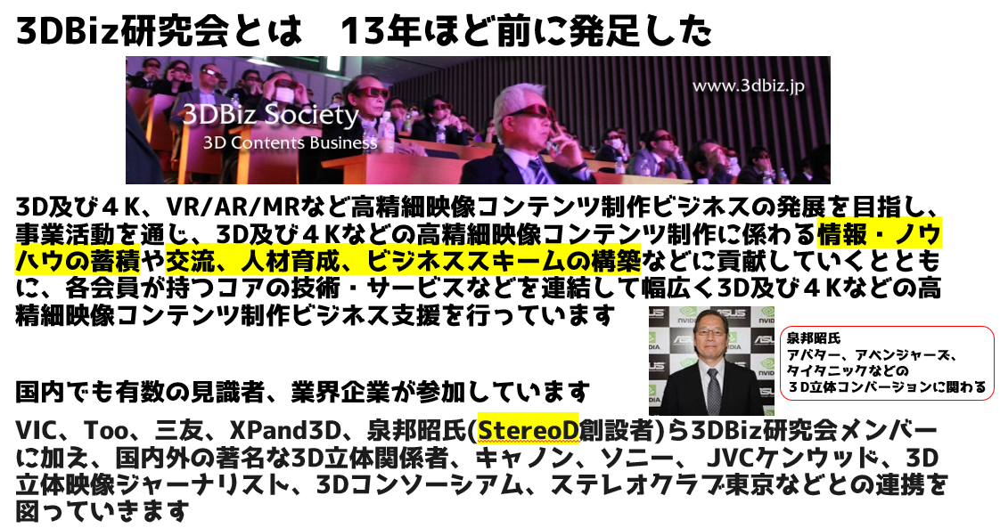 3DBiz研究会とは　13年ほど前に発足した
www.3dbiz.jp
3DBiz Society
3D Contents Business
3D及び４K、VR/AR/MRなど高精細映像コンテンツ制作ビジネスの発展を目指し、
事業活動を通じ、3D及び４Kなどの高精細映像コンテンツ制作に係わる情報・ノウ
ハウの蓄積や交流、人材育成、ビジネススキームの構築などに貢献していくととも
に、各会員が持つコアの技術・サービスなどを連結して幅広く3D及び４Kなどの高
精細映像コンテンツ制作ビジネス支援を行っています
SUS NVIDIA ASUS NVIDI
泉邦昭氏
アバター、アベンジャーズ、
タイタニックなどの
３D立体コンバージョンに関わる
国内でも有数の見識者、業界企業が参加しています
VIC、Too、三友、XPand3D、泉邦昭氏(StereoD創設者)ら3DBiz研究会メンバー
に加え、国内外の著名な3D立体関係者、キャノン、ソニー、JVCケンウッド、3D
立体映像ジャーナリスト、3Dコンソーシアム、ステレオクラブ東京などとの連携を
図っていきます